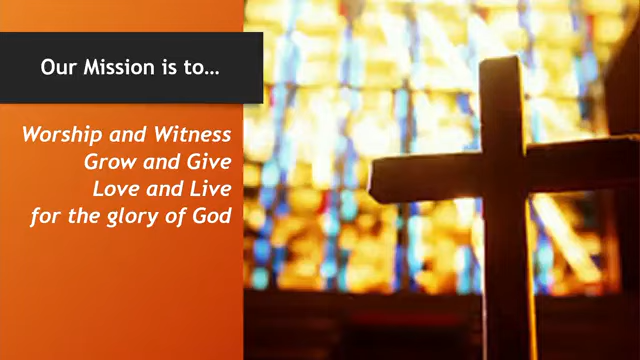 Our Mission is to…
Worship and Witness
Grow and Give
Love and Live
for the glory of God